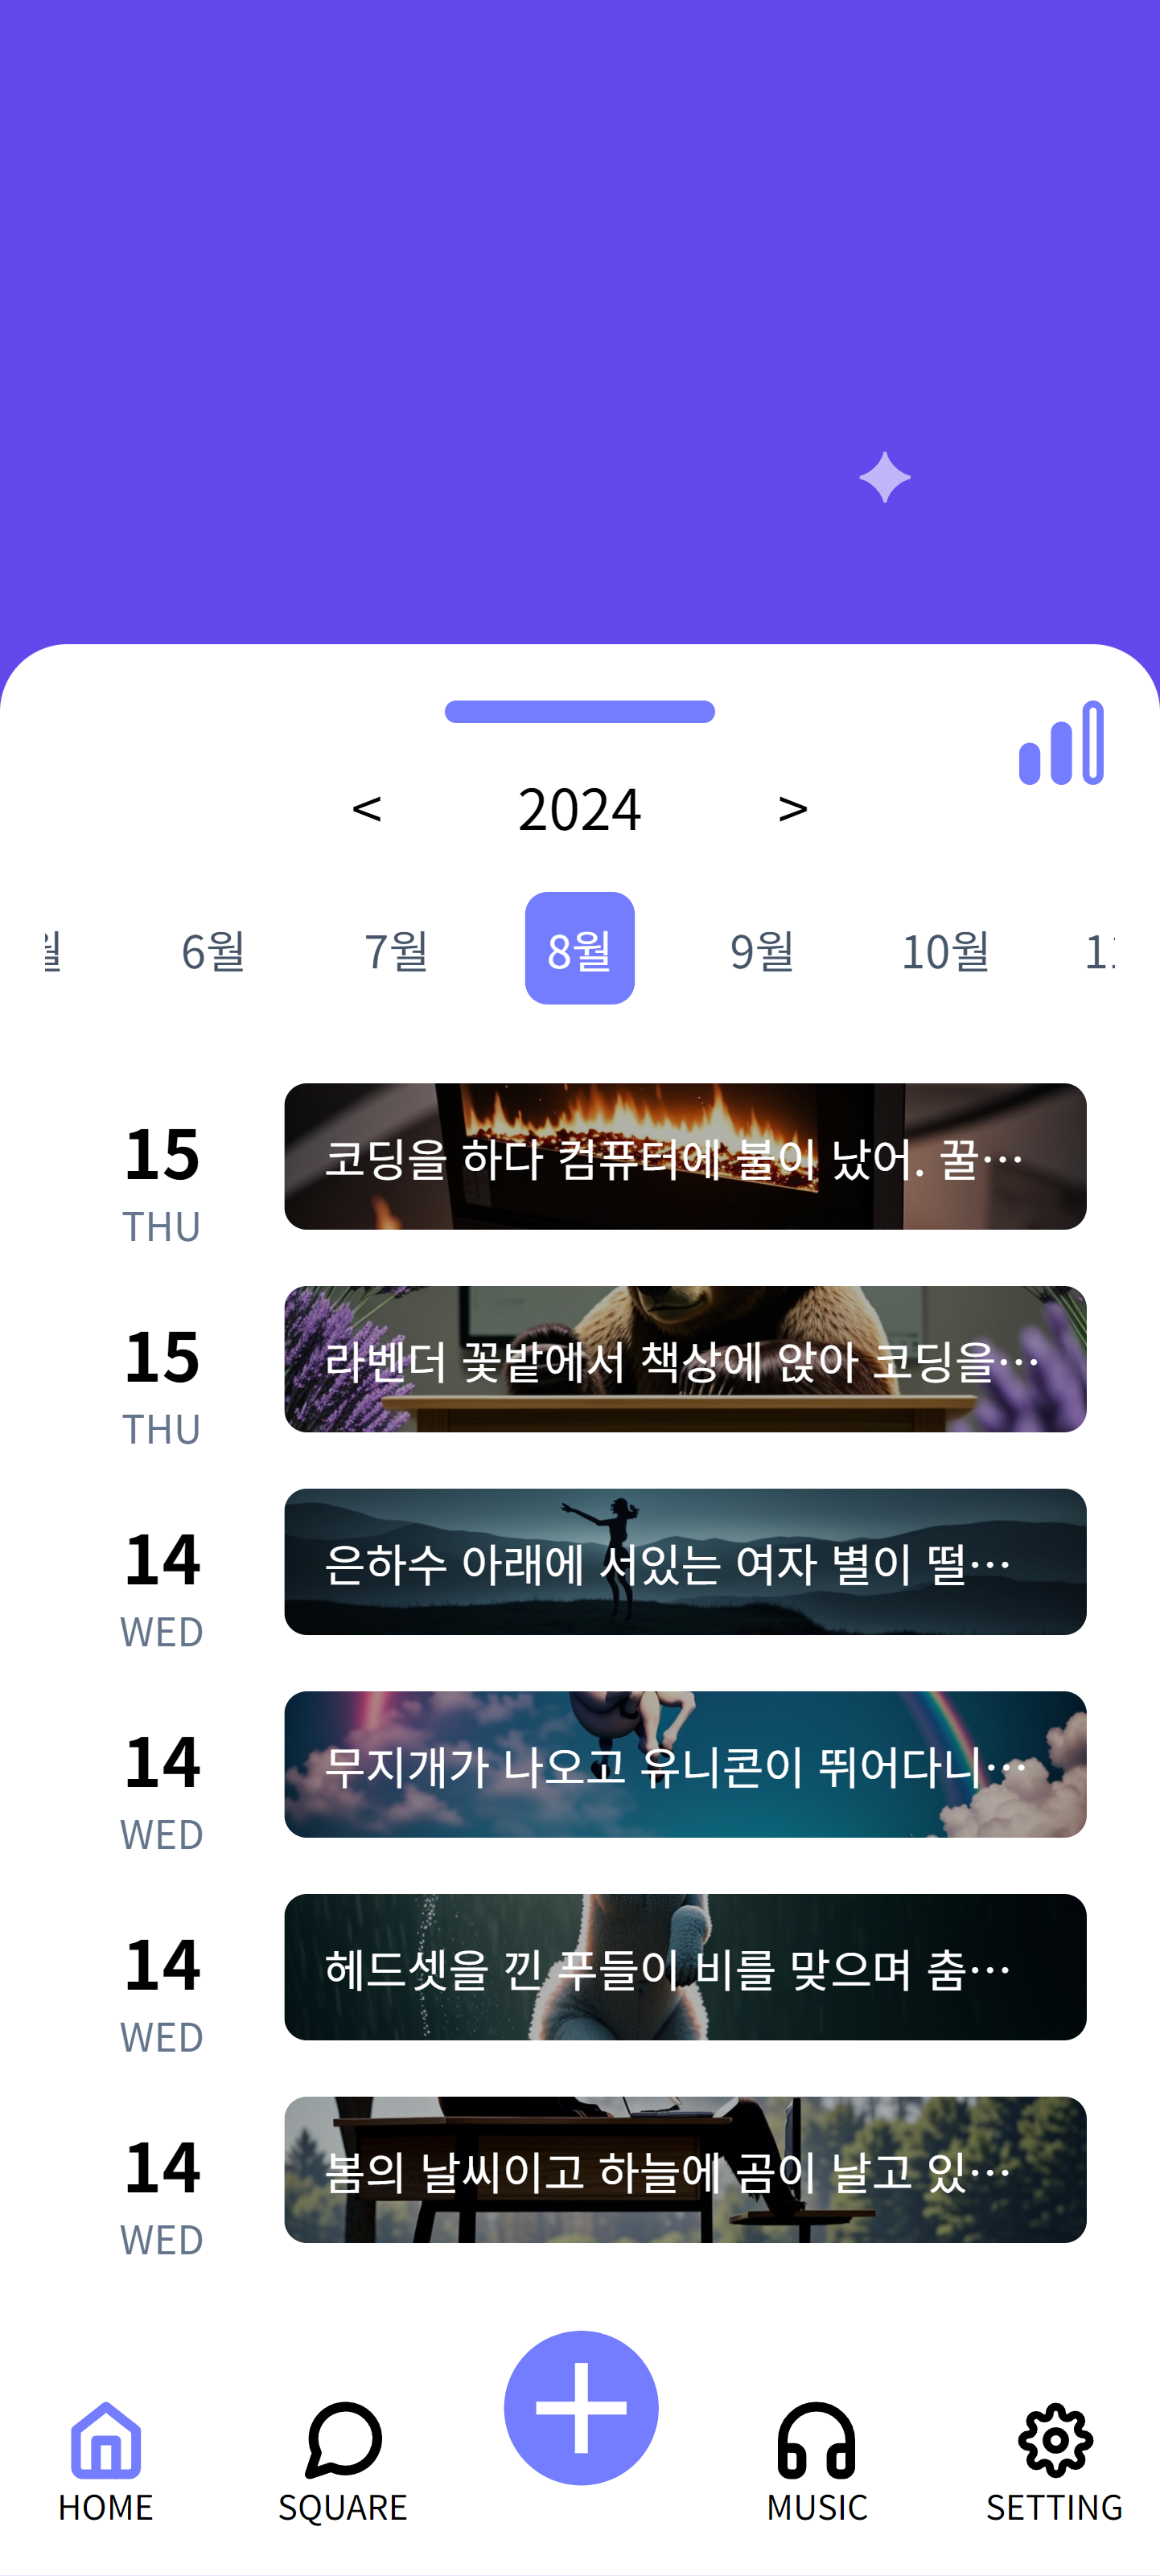 < 2024 >
월 6월 7월 8월 9월 10월 11
15
THU
코딩을 하다 컴퓨터에 불이 났어. 꿀…
15
THU
라벤더 꽃밭에서 책상에 앉아 코딩을…
14
WED
은하수 아래에 서있는 여자 별이 떨…
14
WED
무지개가 나오고 유니콘이 뛰어다니…
14
WED
헤드셋을 낀 푸들이 비를 맞으며 춤…
14
WED
봄의 날씨이고 하늘에 곰이 날고 있…
HOME SQUARE MUSIC SETTING